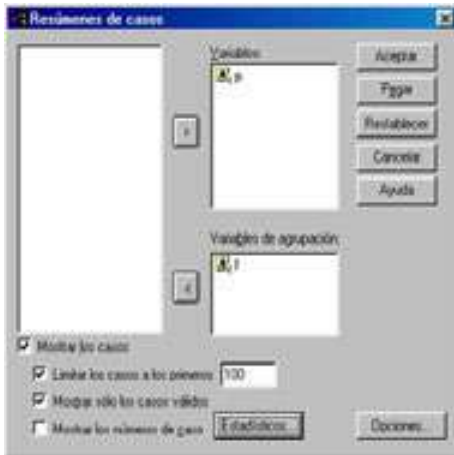 Resúmenes de casos
Variables:
Aceptar
Pegar
Restablecer
Cancelar
Ayuda
Variables de agrupación:
Mostrar los casos
Limitar los casos a los primeros 100
Mostrar sólo los casos válidos
Mostrar los números de caso
Estadísticos...
Opciones...